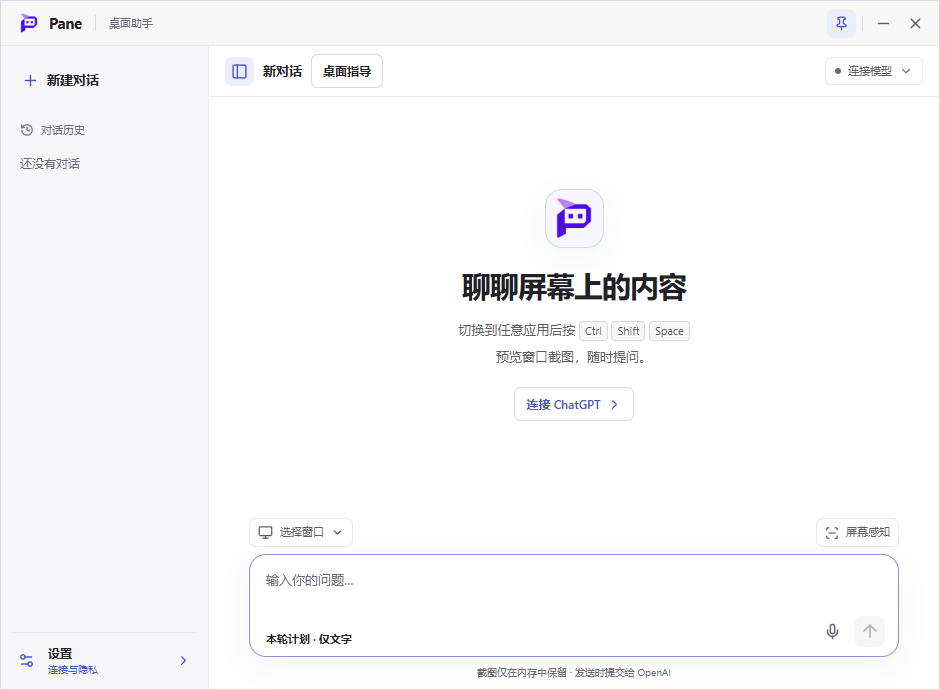 Pane 桌面助手
新建对话
对话历史
还没有对话
设置
连接与隐私
新对话 桌面指导 连接模型
聊聊屏幕上的内容
切换到任意应用后按 Ctrl Shift Space
预览窗口截图，随时提问。
连接 ChatGPT
选择窗口 屏幕感知
输入你的问题...
本轮计划 · 仅文字
截图仅在内存中保留 · 发送时提交给 OpenAI